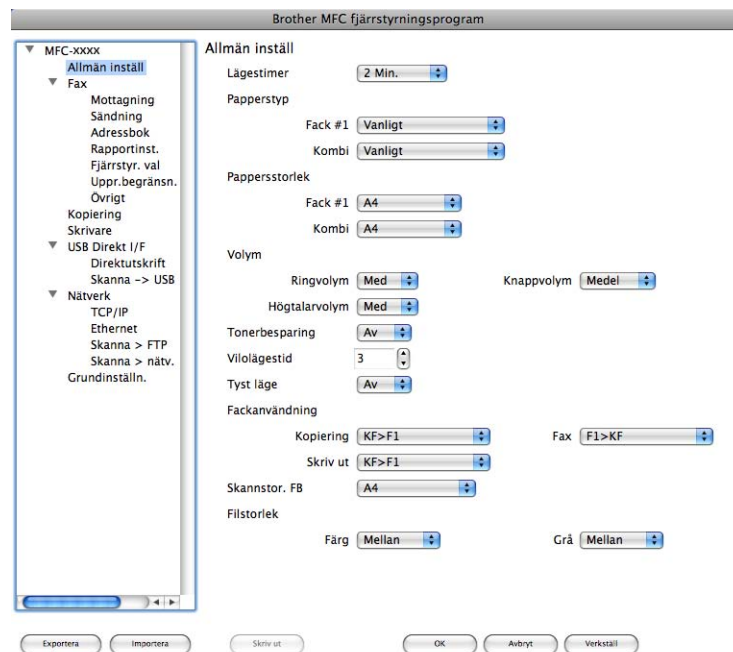 Brother MFC fjärrstyrningsprogram
MFC-xxxx
Allmän inställ
Fax
Mottagning
Sändning
Adressbok
Rapportinst.
Fjärrstyr. val
Uppr.begränsn.
Övrigt
Kopiering
Skrivare
USB Direkt I/F
Direktutskrift
Skanna -> USB
Nätverk
TCP/IP
Ethernet
Skanna > FTP
Skanna > nätv.
Grundinställn.
Allmän inställ
Lägestimer 2 Min.
Papperstyp
Fack #1 Vanligt
Kombi Vanligt
Pappersstorlek
Fack #1 A4
Kombi A4
Volym
Ringvolym Med Knappvolym Medel
Högtalarvolym Med
Tonerbesparing Av
Vilolägestid 3
Tyst läge Av
Fackanvändning
Kopiering KF>F1 Fax F1>KF
Skriv ut KF>F1
Skannstor. FB A4
Filstorlek
Färg Mellan Grå Mellan
Exportera Importera Skriv ut OK Avbryt Verkställ